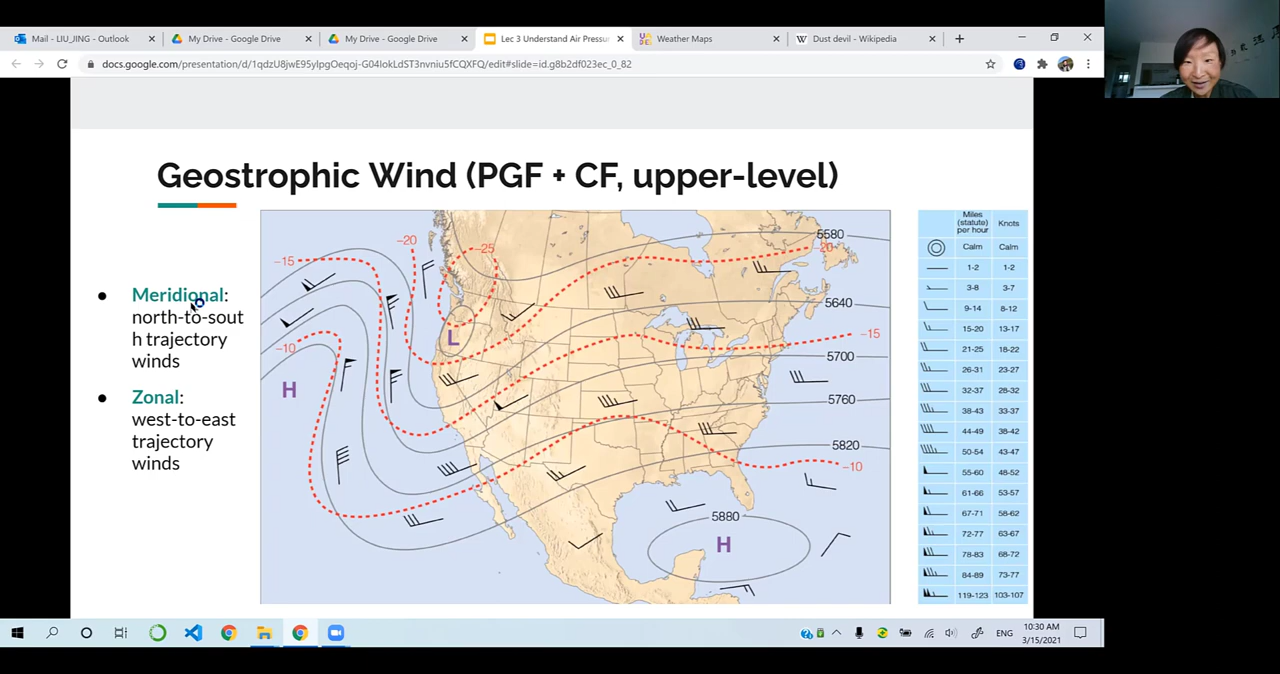 Mail - LIU_JING - Outlook
My Drive - Google Drive
My Drive - Google Drive
Lec 3 Understand Air Pressur
Weather Maps
Dust devil - Wikipedia
docs.google.com/presentation/d/1qdzU8jwE95ylpgOeqoj-G04lokLdST3nvniu5fCQXFQ/edit#slide=id.g8b2df023ec_0_82
Geostrophic Wind (PGF + CF, upper-level)
Meridional:
north-to-sout
h trajectory
winds
Zonal:
west-to-east
trajectory
winds
5580
-20
-20
-25
-15
5640
L
-15
-10
5700
H
5760
5820
-10
5880
H
Miles
(statute)
per hour
Knots
Calm Calm
1-2 1-2
3-8 3-7
9-14 8-12
15-20 13-17
21-25 18-22
26-31 23-27
32-37 28-32
38-43 33-37
44-49 38-42
50-54 43-47
55-60 48-52
61-66 53-57
67-71 58-62
72-77 63-67
78-83 68-72
84-89 73-77
119-123 103-107
ENG
10:30 AM
3/15/2021